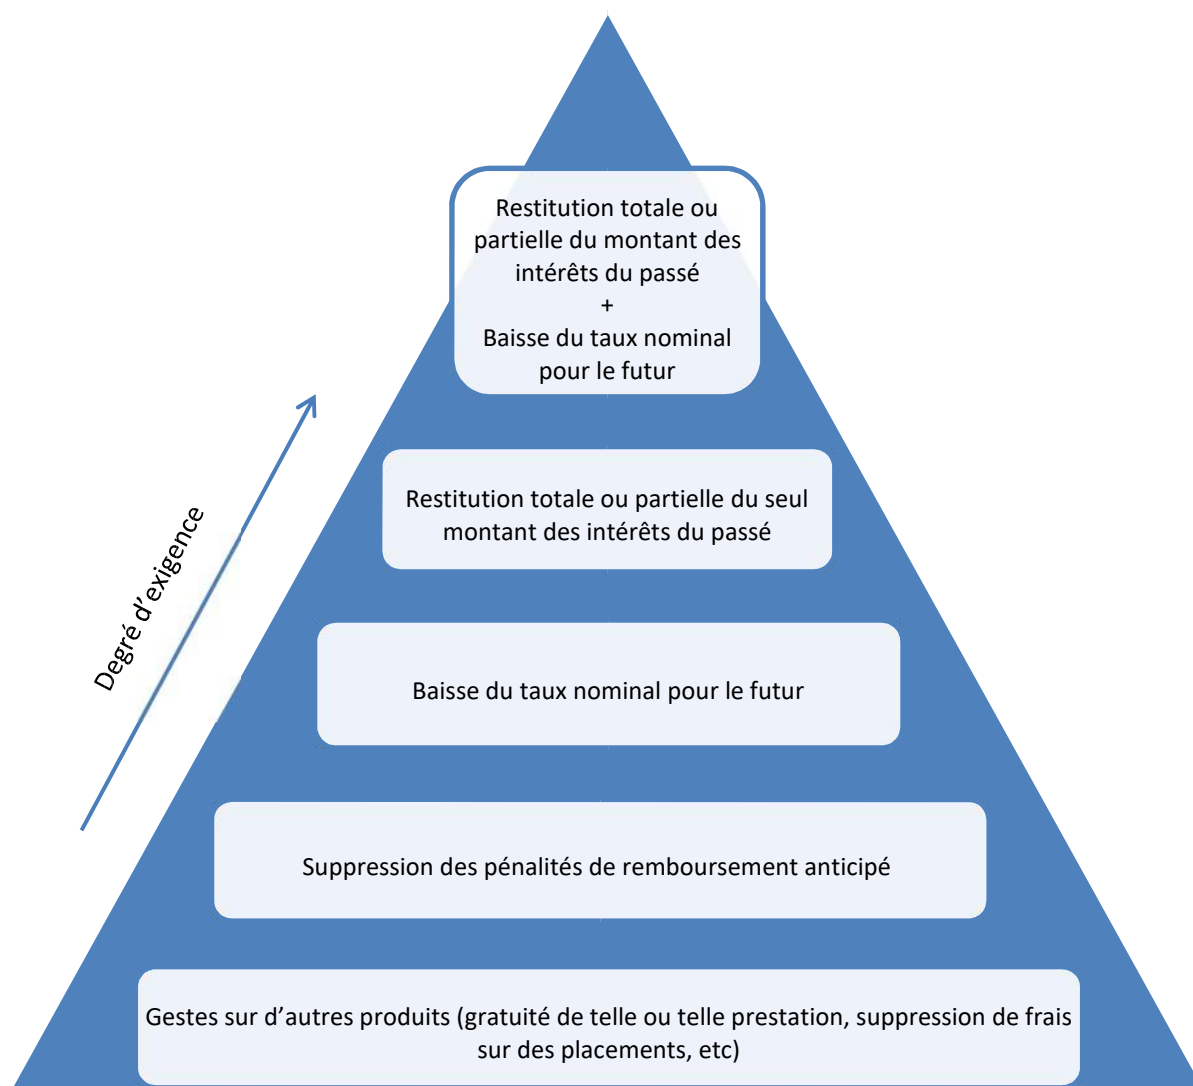 Restitution totale ou
partielle du montant des
intérêts du passé
+
Baisse du taux nominal
pour le futur
Degré d'exigence
Restitution totale ou partielle du seul
montant des intérêts du passé
Baisse du taux nominal pour le futur
Suppression des pénalités de remboursement anticipé
Gestes sur d’autres produits (gratuité de telle ou telle prestation, suppression de frais
sur des placements, etc)